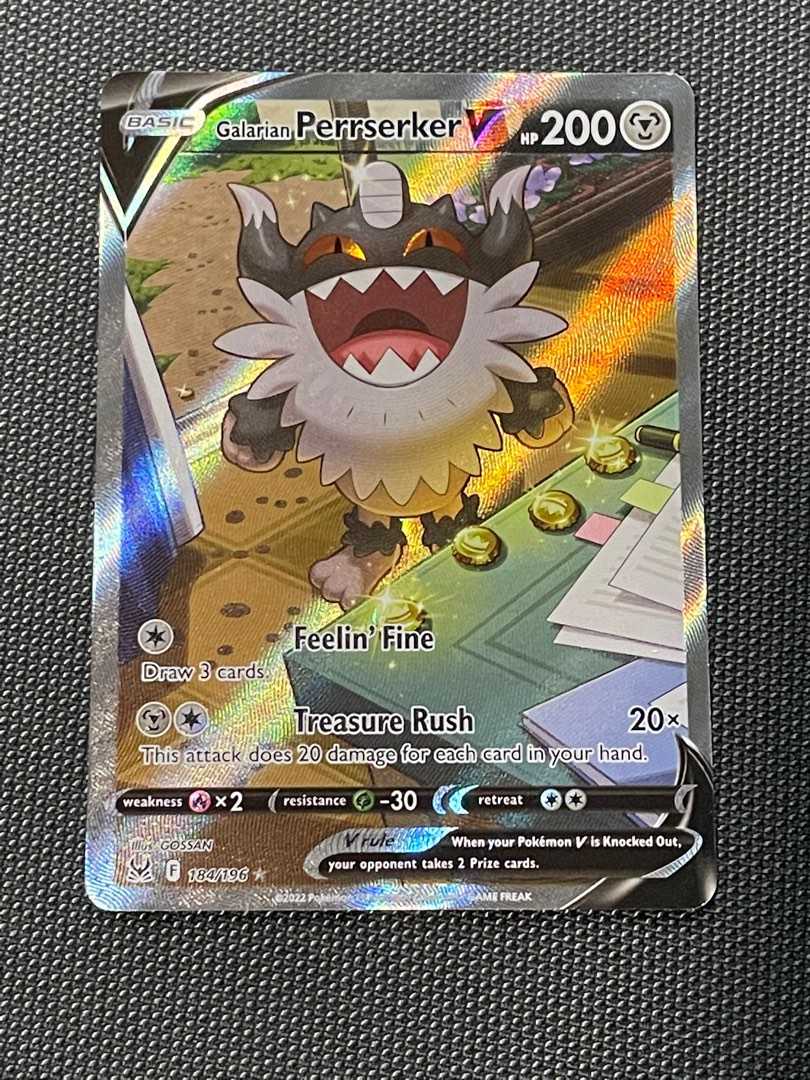 BASIC Galarian Perrserker V HP 200
Feelin' Fine
Draw 3 cards.
Treasure Rush 20×
This attack does 20 damage for each card in your hand.
weakness ×2 resistance -30 retreat
Illus. GOSSAN
V rule When your Pokémon V is Knocked Out,
your opponent takes 2 Prize cards.
F 184/196
©2022 Pokémon GAME FREAK